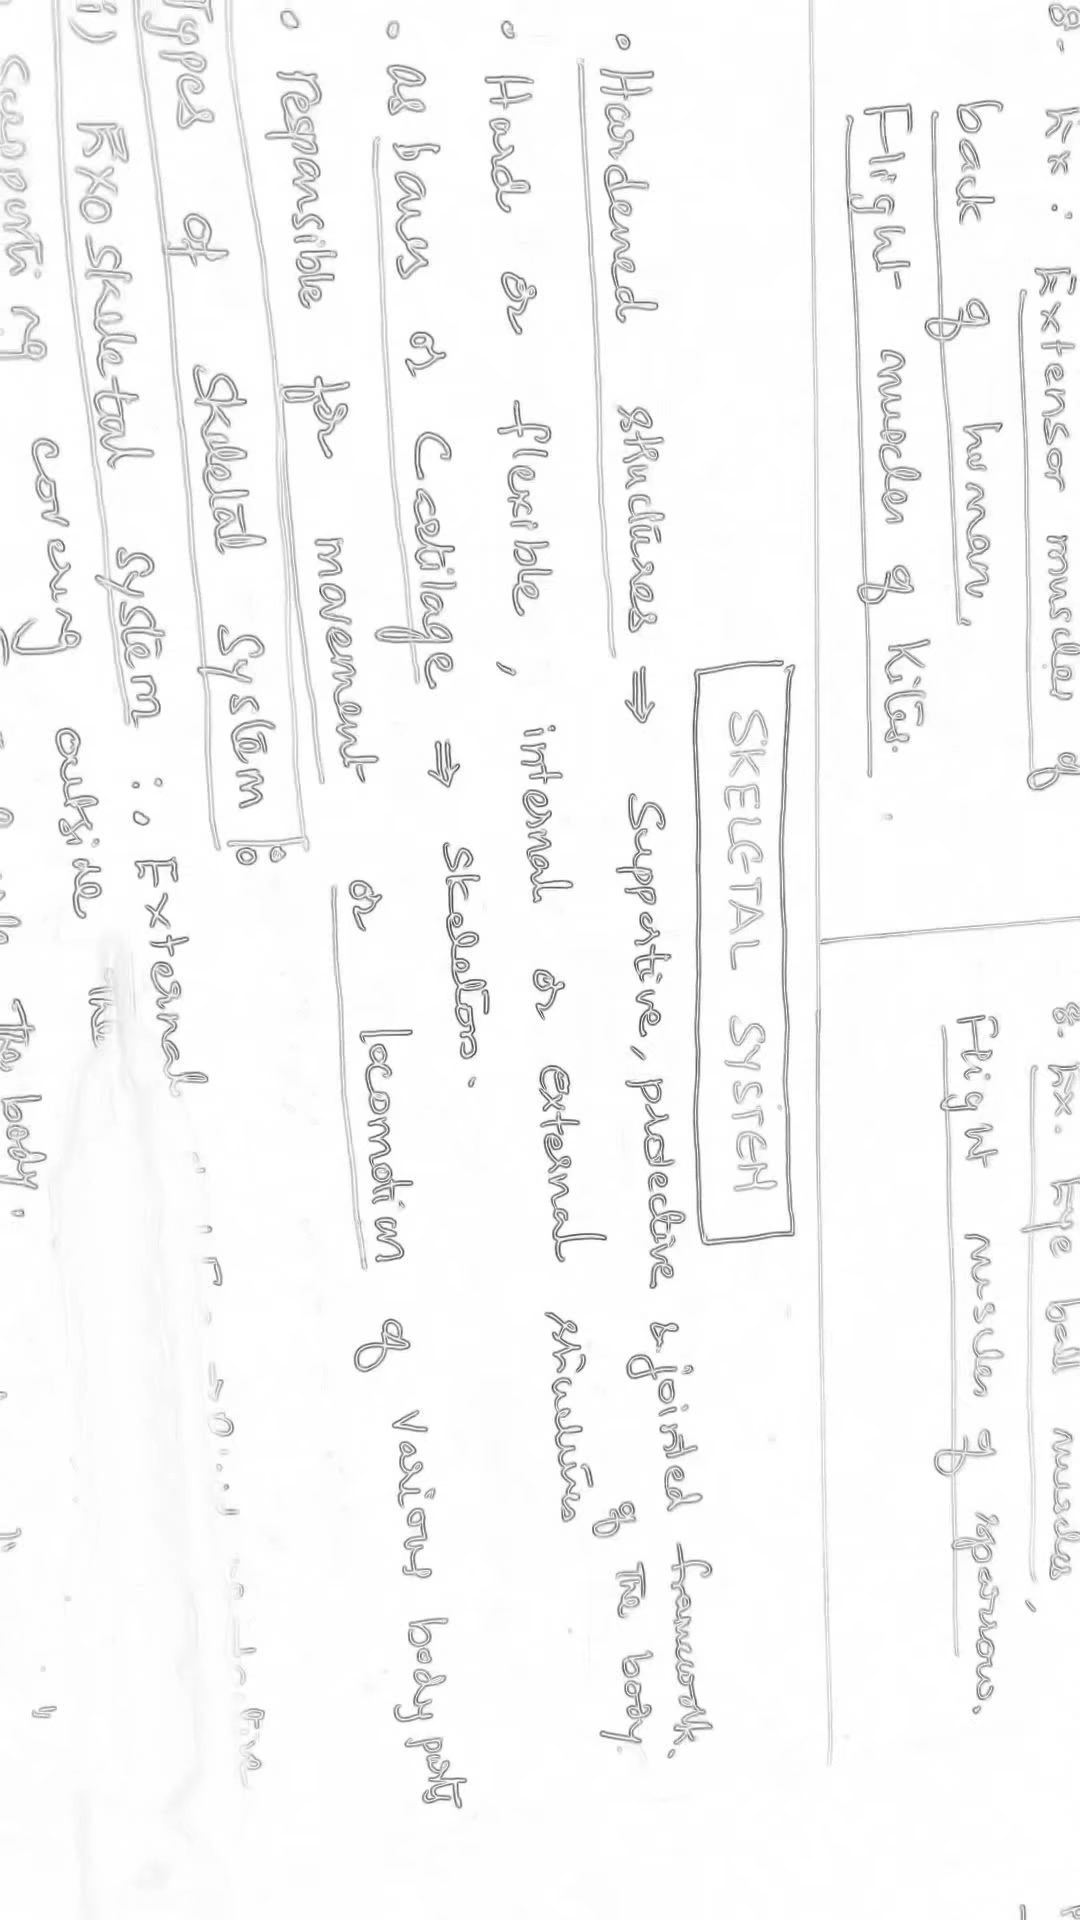 8. Ex : Extensor muscles of
back of human.
Flight muscles of Kites.
8. Ex. Eye ball muscles,
Flight muscles of sparrow.
SKELETAL SYSTEM
• Hardened structures ⇒ Supportive, protective & jointed framework.
• Hard or flexible, internal or External structures of The body.
• as bones or Cartilage ⇒ Skeleton.
• responsible for movement or locomotion of various body parts
Types of Skeletal System :
i) Exoskeletal system : • External
covering outside the
The body.